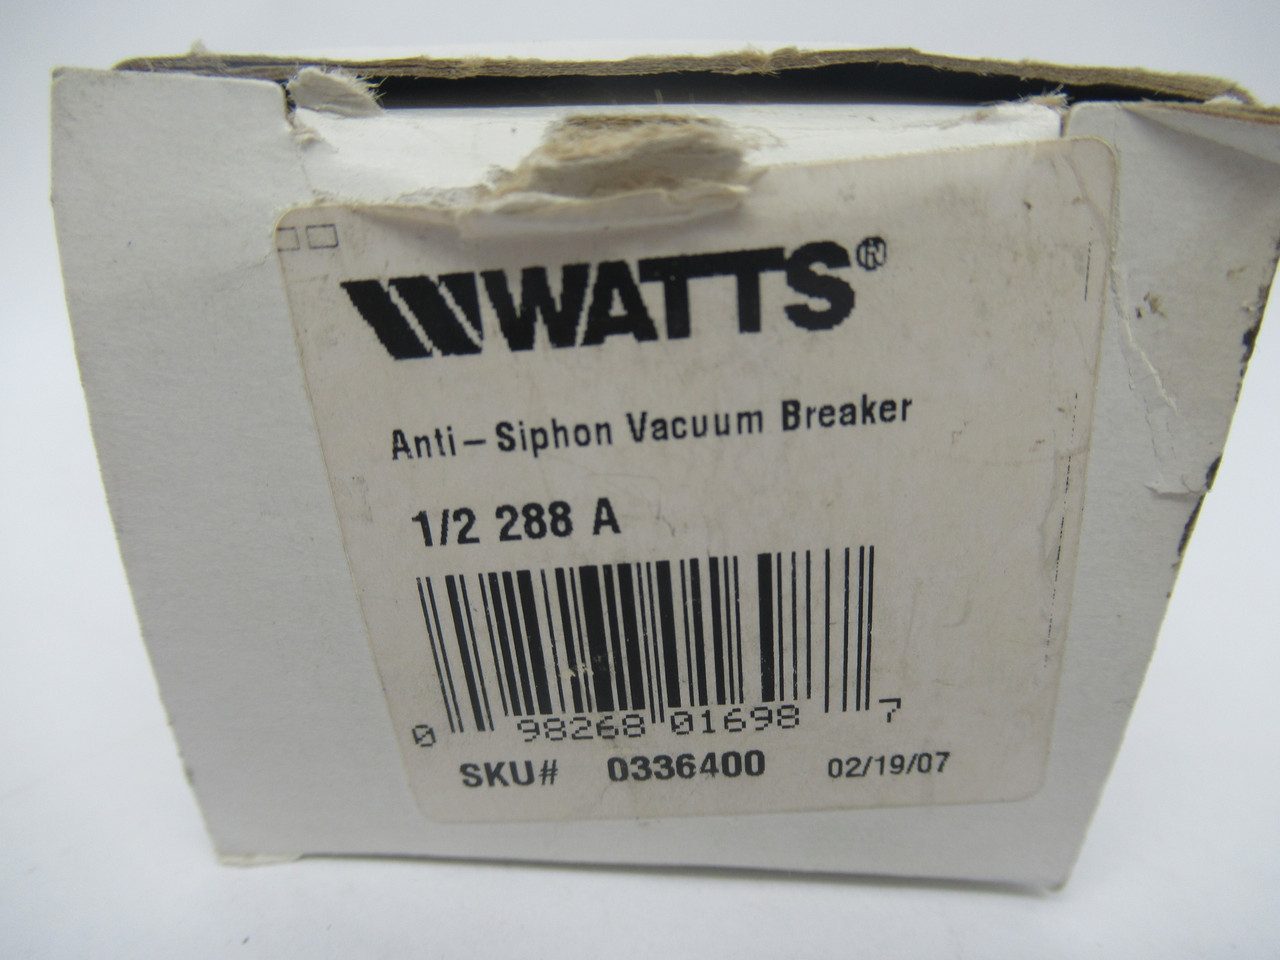 WATTS®
Anti-Siphon Vacuum Breaker
1/2 288 A
0 98268 01698 7
SKU# 0336400 02/19/07